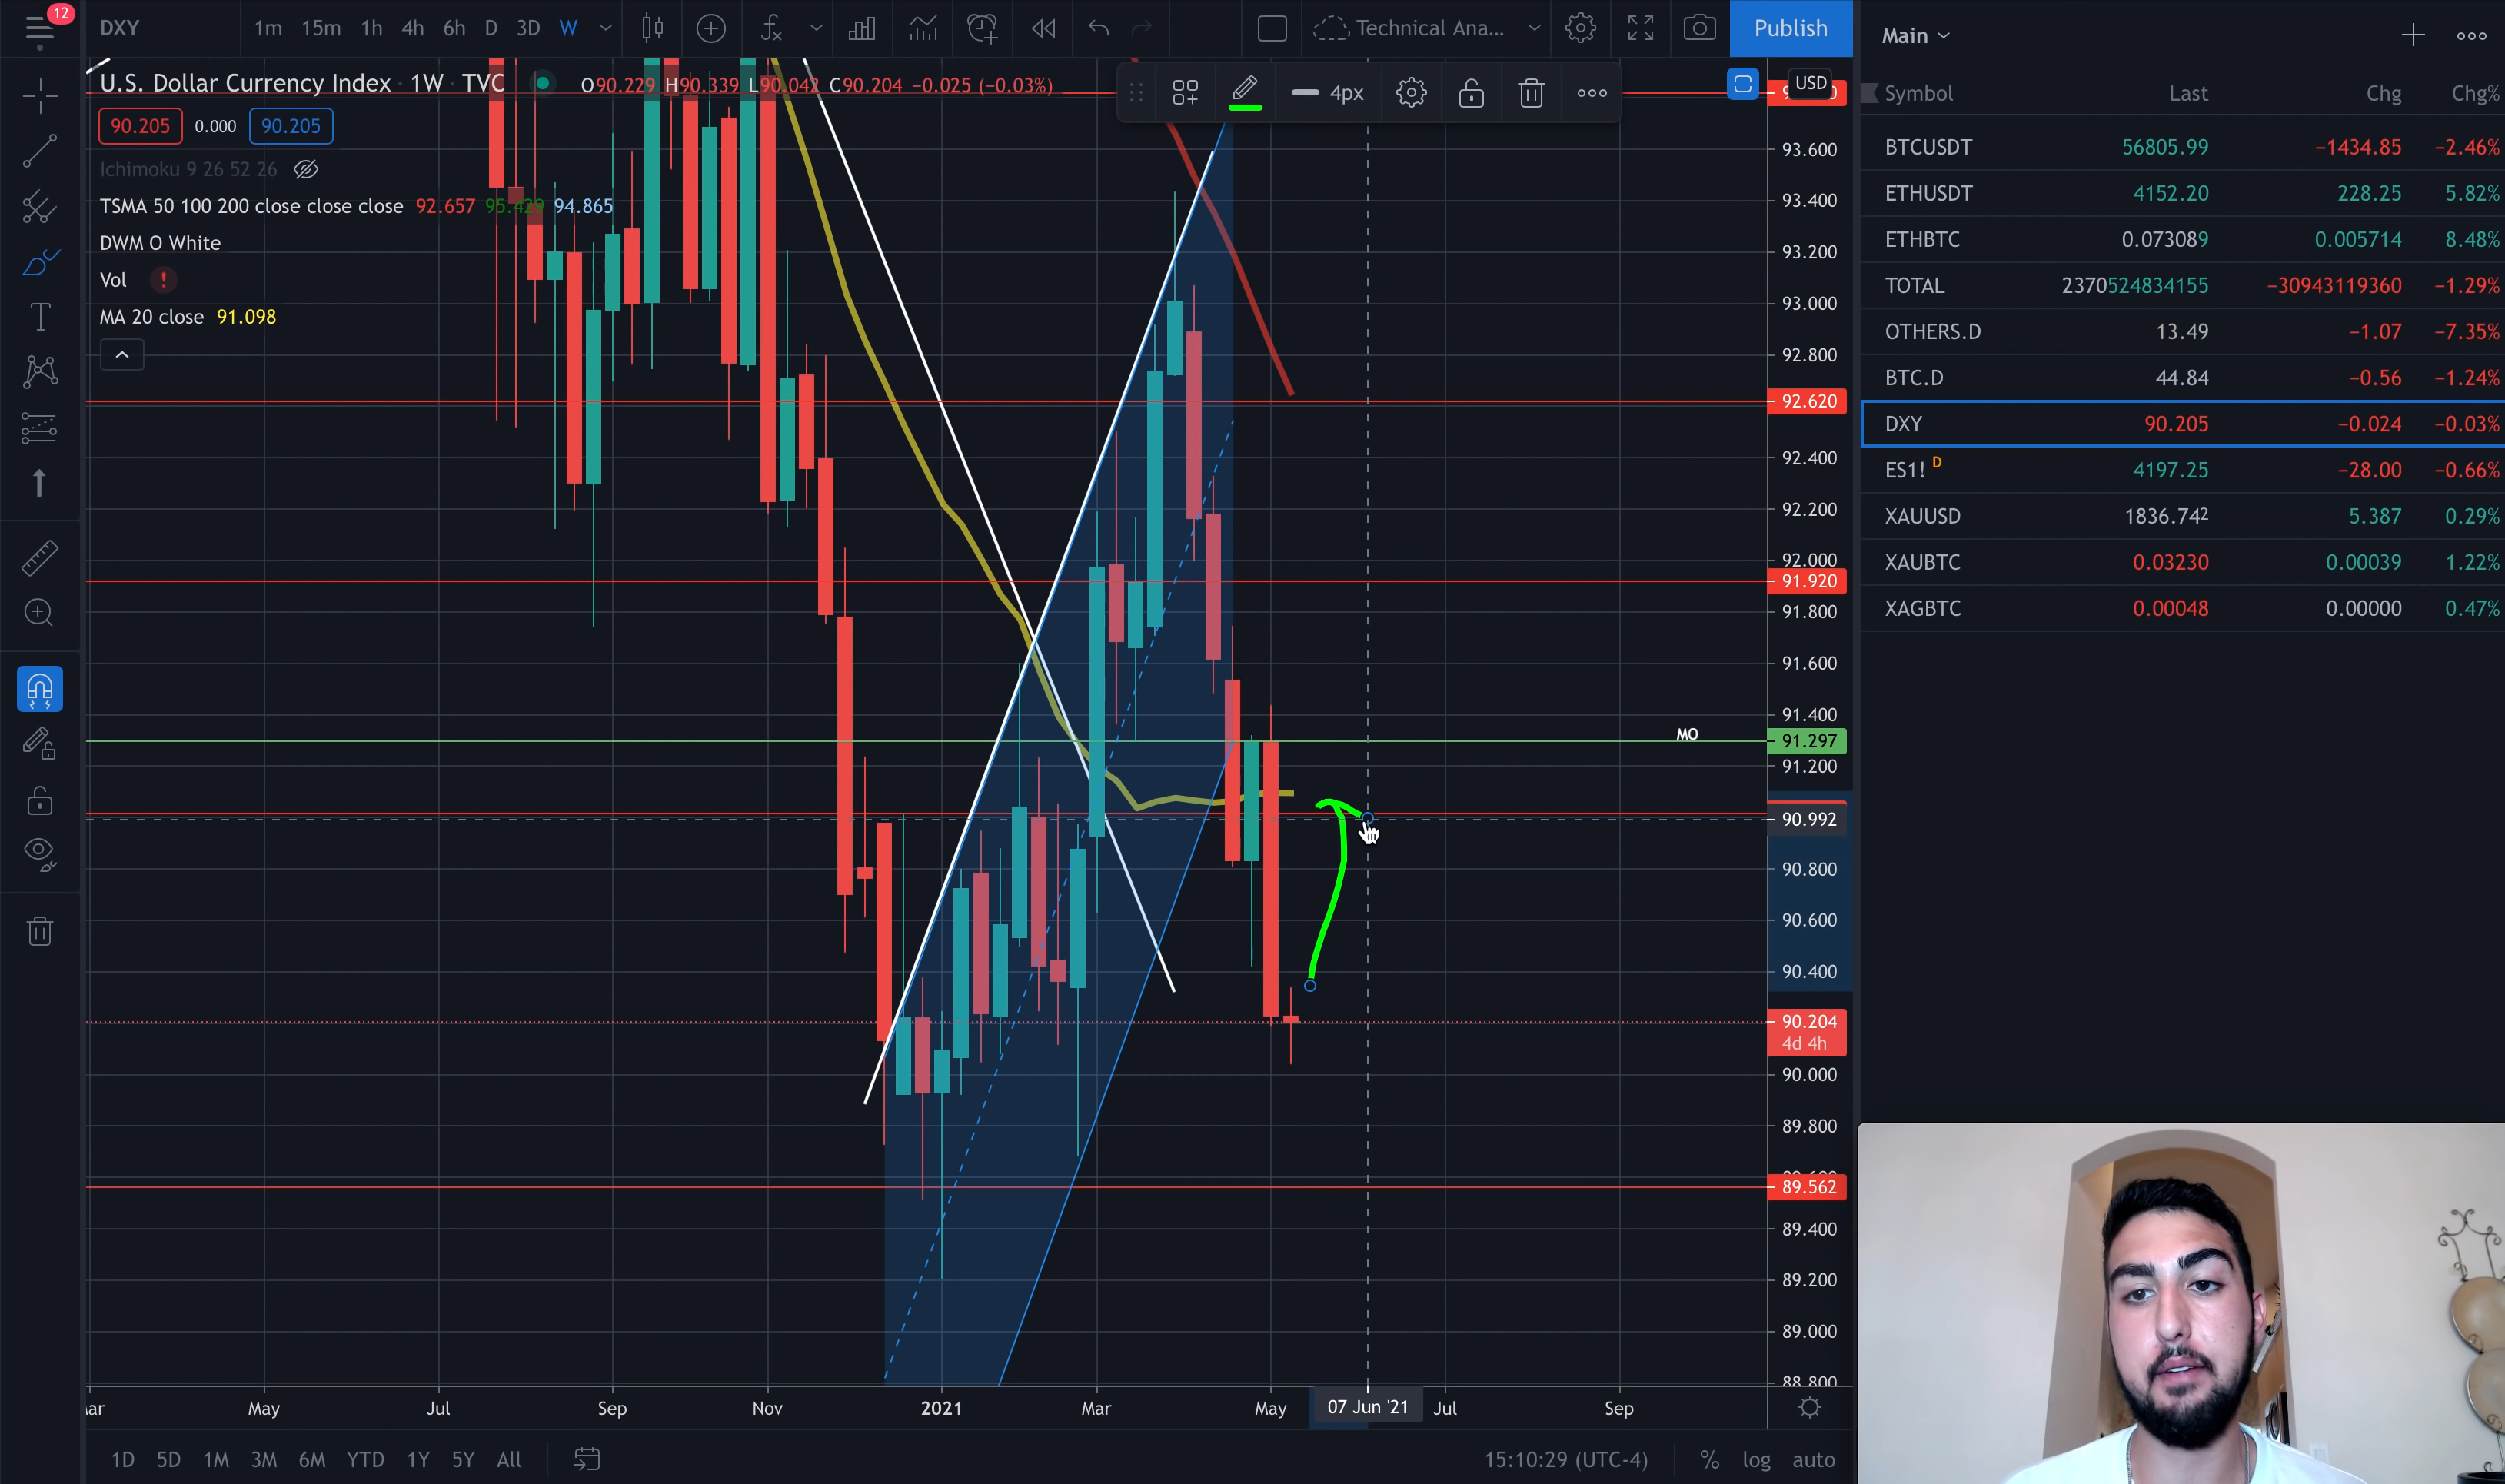 12
DXY
1m 15m 1h 4h 6h D 3D W
Technical Ana...
Publish
U.S. Dollar Currency Index · 1W · TVC
O90.229 H90.339 L90.042 C90.204 −0.025 (−0.03%)
4px
USD
90.205 0.000 90.205
Ichimoku 9 26 52 26
TSMA 50 100 200 close close close 92.657 95.429 94.865
DWM O White
Vol !
MA 20 close 91.098
93.600
93.400
93.200
93.000
92.800
92.620
92.400
92.200
92.000
91.920
91.800
91.600
91.400
MO
91.297
91.200
90.992
90.800
90.600
90.400
90.204
4d 4h
90.000
89.800
89.562
89.400
89.200
89.000
88.800
May Jul Sep Nov 2021 Mar May 07 Jun '21 Jul Sep
1D 5D 1M 3M 6M YTD 1Y 5Y All
15:10:29 (UTC-4) % log auto
Main
Symbol Last Chg Chg%
BTCUSDT 56805.99 −1434.85 −2.46%
ETHUSDT 4152.20 228.25 5.82%
ETHBTC 0.073089 0.005714 8.48%
TOTAL 2370524834155 −30943119360 −1.29%
OTHERS.D 13.49 −1.07 −7.35%
BTC.D 44.84 −0.56 −1.24%
DXY 90.205 −0.024 −0.03%
ES1! D 4197.25 −28.00 −0.66%
XAUUSD 1836.742 5.387 0.29%
XAUBTC 0.03230 0.00039 1.22%
XAGBTC 0.00048 0.00000 0.47%